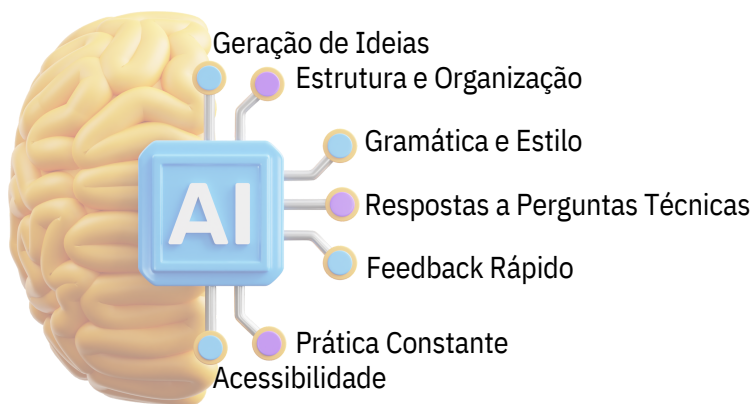 Geração de Ideias
Estrutura e Organização
Gramática e Estilo
AI
Respostas a Perguntas Técnicas
Feedback Rápido
Prática Constante
Acessibilidade